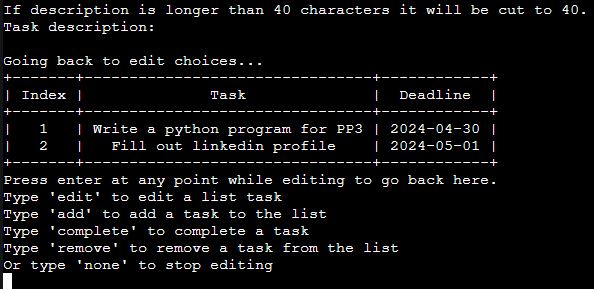 If description is longer than 40 characters it will be cut to 40.
Task description:

Going back to edit choices...
+-------+------------------------------+------------+
| Index |             Task             |  Deadline  |
+-------+------------------------------+------------+
|   1   | Write a python program for PP3 | 2024-04-30 |
|   2   |   Fill out linkedin profile    | 2024-05-01 |
+-------+------------------------------+------------+
Press enter at any point while editing to go back here.
Type 'edit' to edit a list task
Type 'add' to add a task to the list
Type 'complete' to complete a task
Type 'remove' to remove a task from the list
Or type 'none' to stop editing